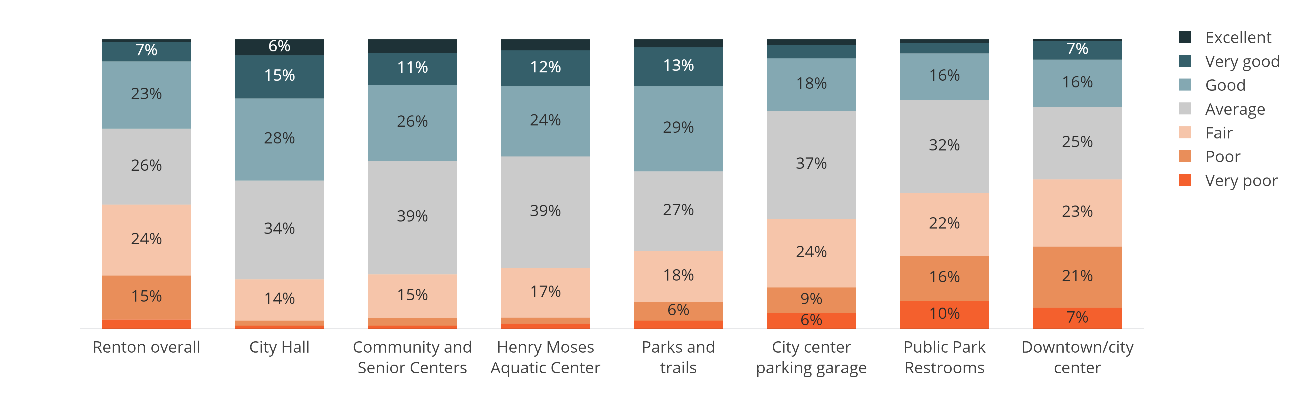 7%
23%
26%
24%
15%
6%
15%
28%
34%
14%
11%
26%
39%
15%
12%
24%
39%
17%
13%
29%
27%
18%
6%
18%
37%
24%
9%
6%
16%
32%
22%
16%
10%
7%
16%
25%
23%
21%
7%
Renton overall
City Hall
Community and
Senior Centers
Henry Moses
Aquatic Center
Parks and
trails
City center
parking garage
Public Park
Restrooms
Downtown/city
center
Excellent
Very good
Good
Average
Fair
Poor
Very poor